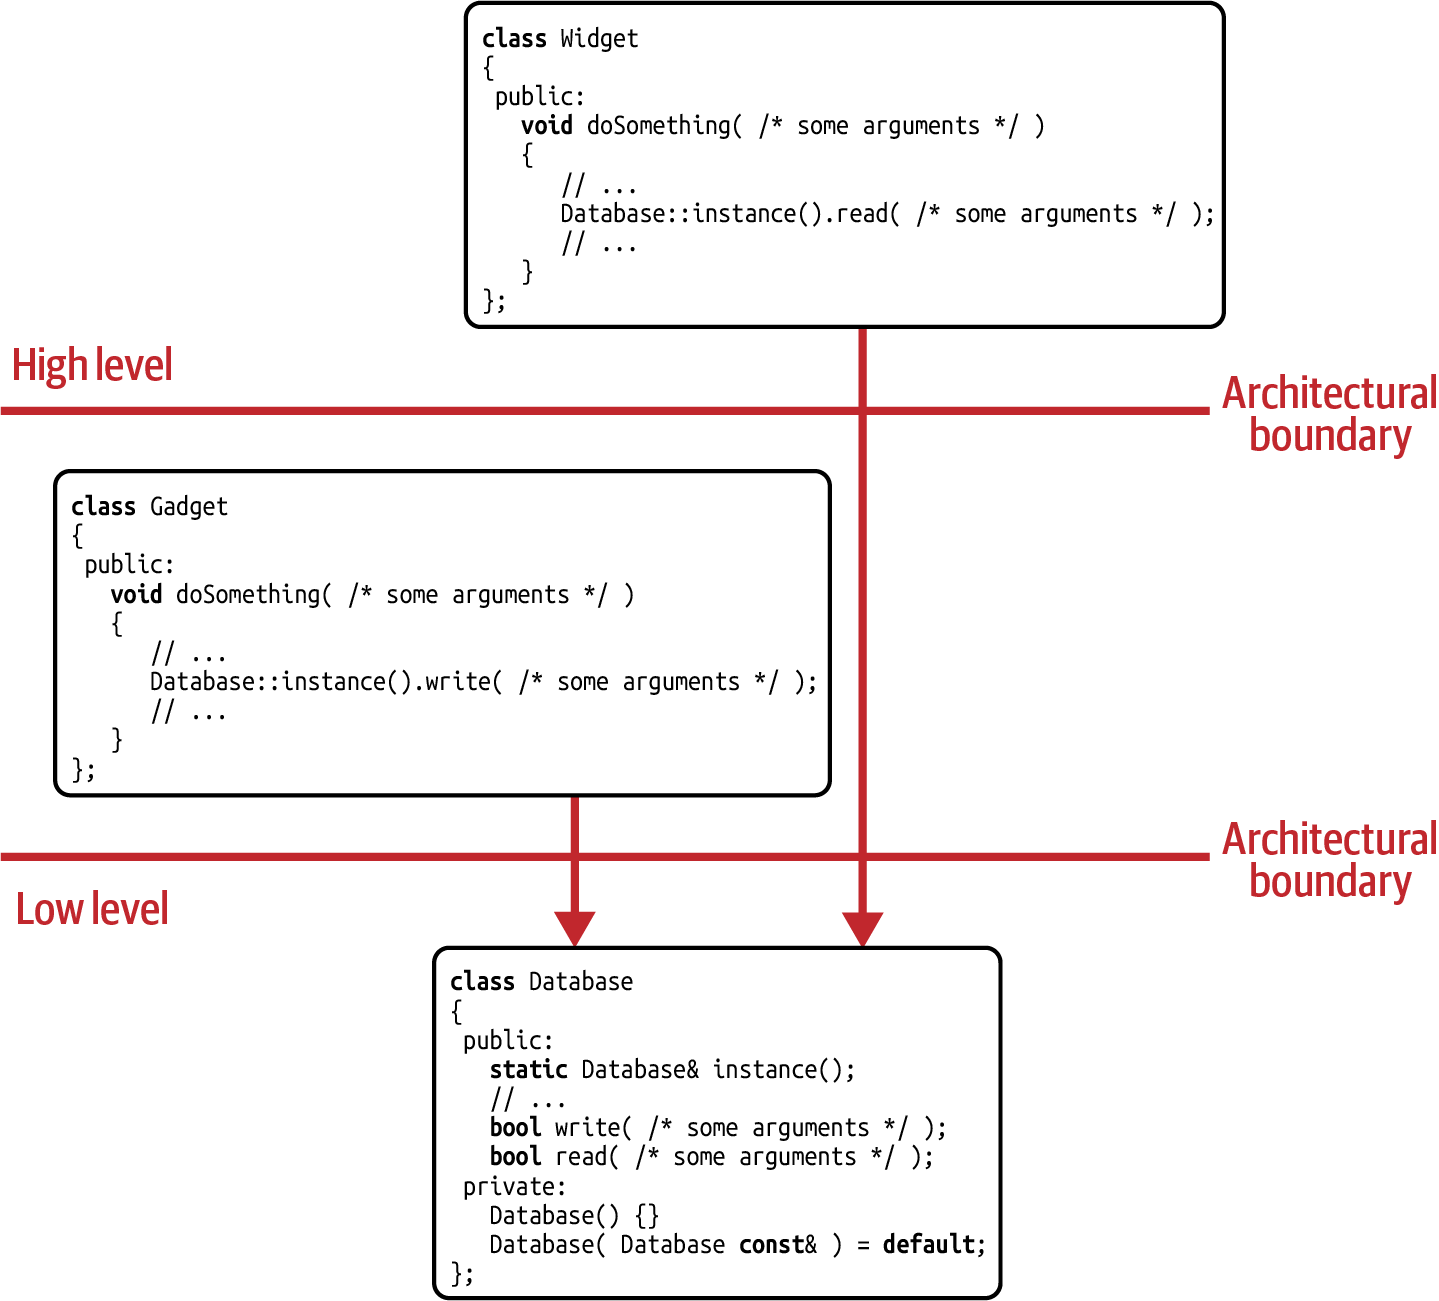 class Widget
{
 public:
   void doSomething( /* some arguments */ )
   {
      // ...
      Database::instance().read( /* some arguments */ );
      // ...
   }
};
High level
Architectural
boundary
class Gadget
{
 public:
   void doSomething( /* some arguments */ )
   {
      // ...
      Database::instance().write( /* some arguments */ );
      // ...
   }
};
Architectural
boundary
Low level
class Database
{
 public:
   static Database& instance();
   // ...
   bool write( /* some arguments */ );
   bool read( /* some arguments */ );
 private:
   Database() {}
   Database( Database const& ) = default;
};